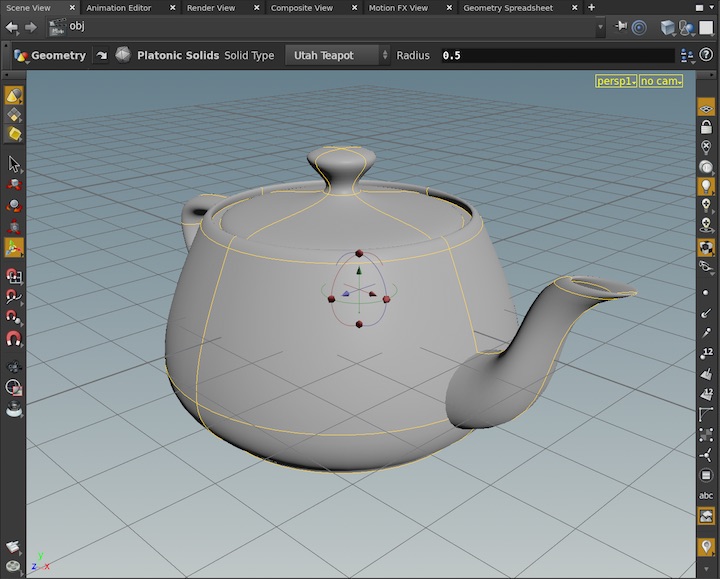 Scene View Animation Editor Render View Composite View Motion FX View Geometry Spreadsheet
obj
Geometry Platonic Solids Solid Type Utah Teapot Radius 0.5
persp1 no cam
12
12
abc
y
z x